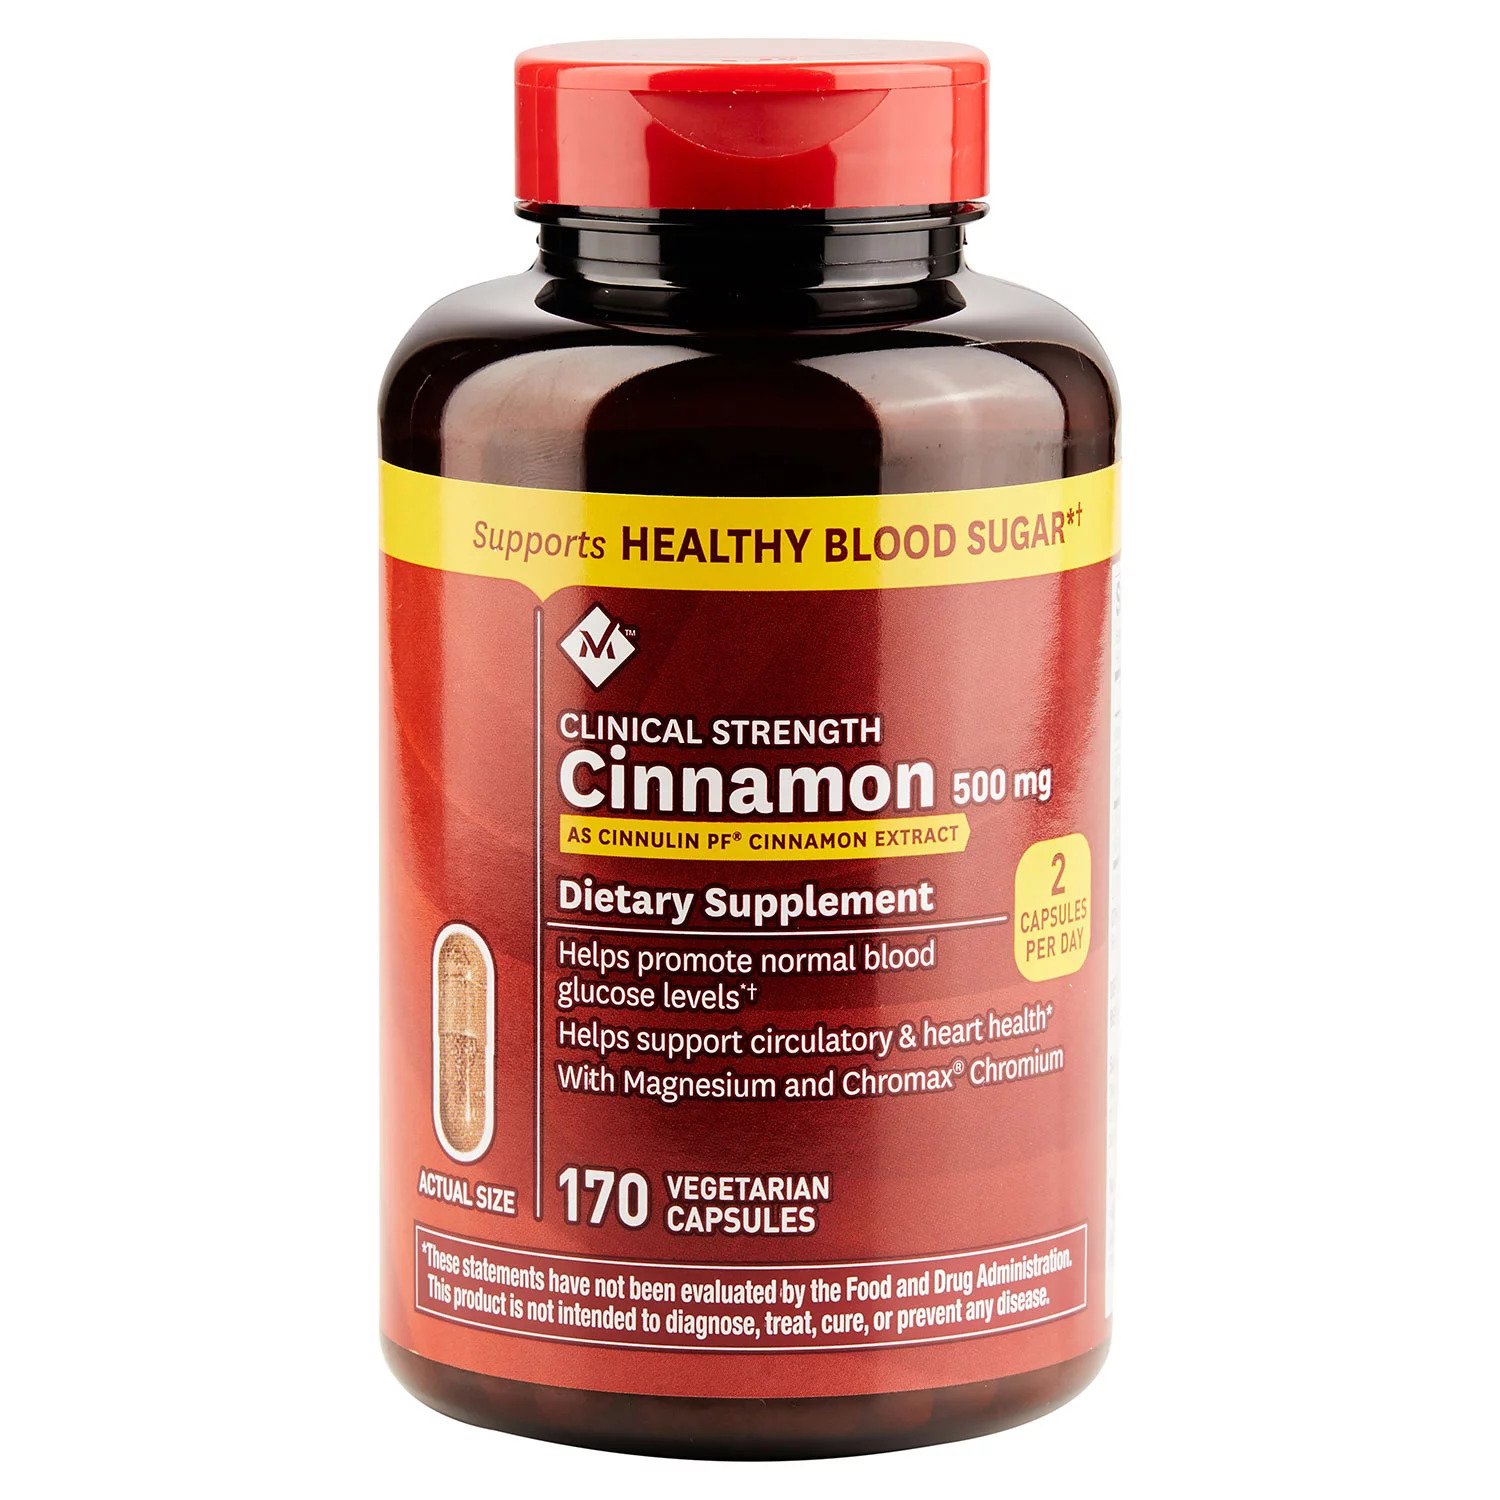 Supports HEALTHY BLOOD SUGAR*†
M™
CLINICAL STRENGTH
Cinnamon 500 mg
AS CINNULIN PF® CINNAMON EXTRACT
Dietary Supplement
2
CAPSULES
PER DAY
Helps promote normal blood
glucose levels*†
Helps support circulatory & heart health*
With Magnesium and Chromax® Chromium
ACTUAL SIZE
170 VEGETARIAN
CAPSULES
*These statements have not been evaluated by the Food and Drug Administration.
This product is not intended to diagnose, treat, cure, or prevent any disease.